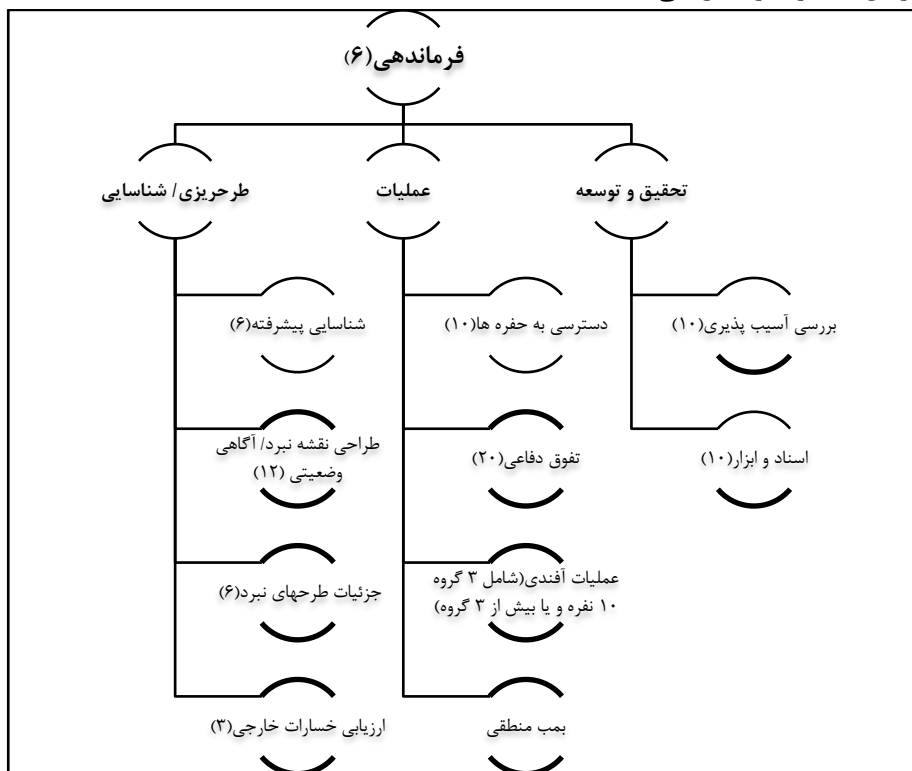 فرماندهی(۶)
تحقیق و توسعه
عملیات
طرحریزی/ شناسایی
بررسی آسیب پذیری(۱۰)
اسناد و ابزار(۱۰)
دسترسی به حفره ها(۱۰)
تفوق دفاعی(۲۰)
عملیات آفندی(شامل ۳ گروه
۱۰ نفره و یا بیش از ۳ گروه)
بمب منطقی
شناسایی پیشرفته(۶)
طراحی نقشه نبرد/ آگاهی
وضعیتی (۱۲)
جزئیات طرحهای نبرد(۶)
ارزیابی خسارات خارجی(۳)